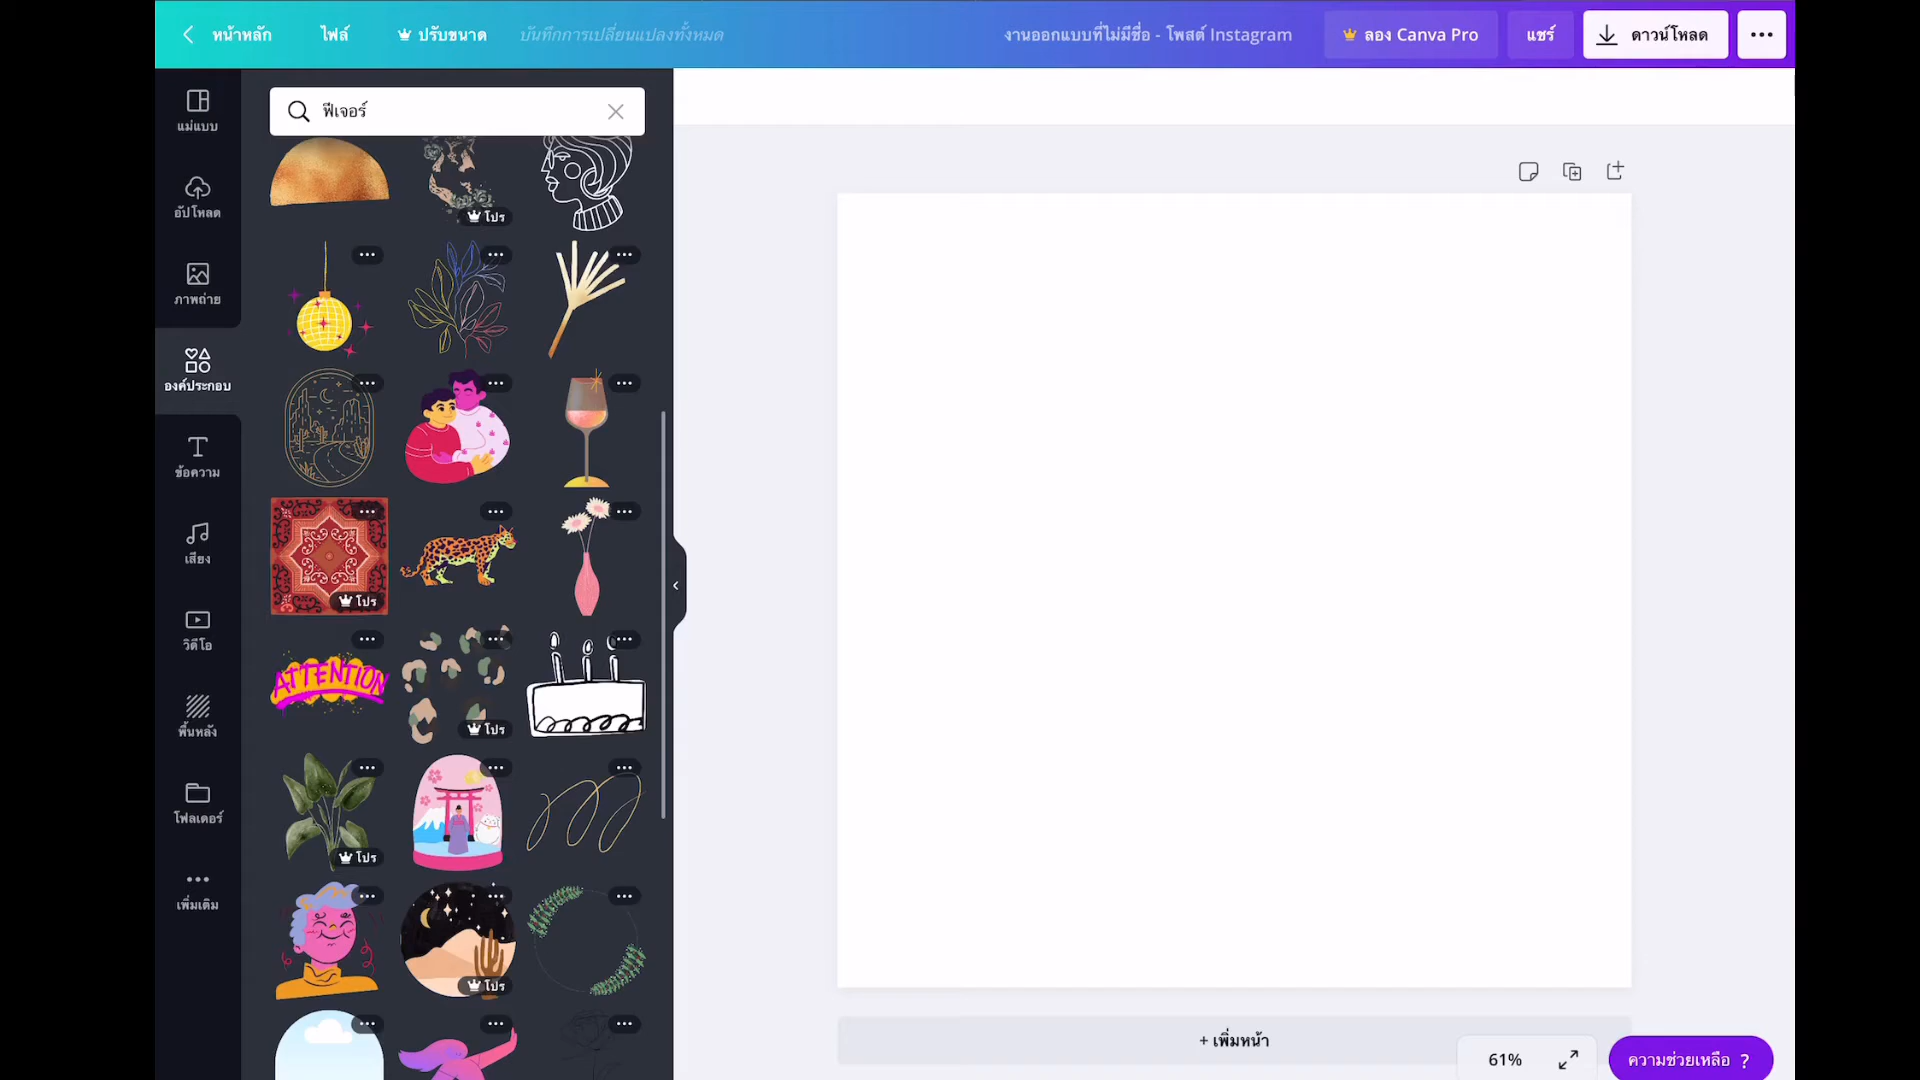 หน้าหลัก
ไฟล์
ปรับขนาด
บันทึกการเปลี่ยนแปลงทั้งหมด
งานออกแบบที่ไม่มีชื่อ - โพสต์ Instagram
ลอง Canva Pro
แชร์
ดาวน์โหลด
แม่แบบ
อัปโหลด
ภาพถ่าย
องค์ประกอบ
ข้อความ
เสียง
วิดีโอ
พื้นหลัง
โฟลเดอร์
เพิ่มเติม
ฟีเจอร์
โปร
โปร
ATTENTION
โปร
โปร
โปร
+ เพิ่มหน้า
61%
ความช่วยเหลือ ?